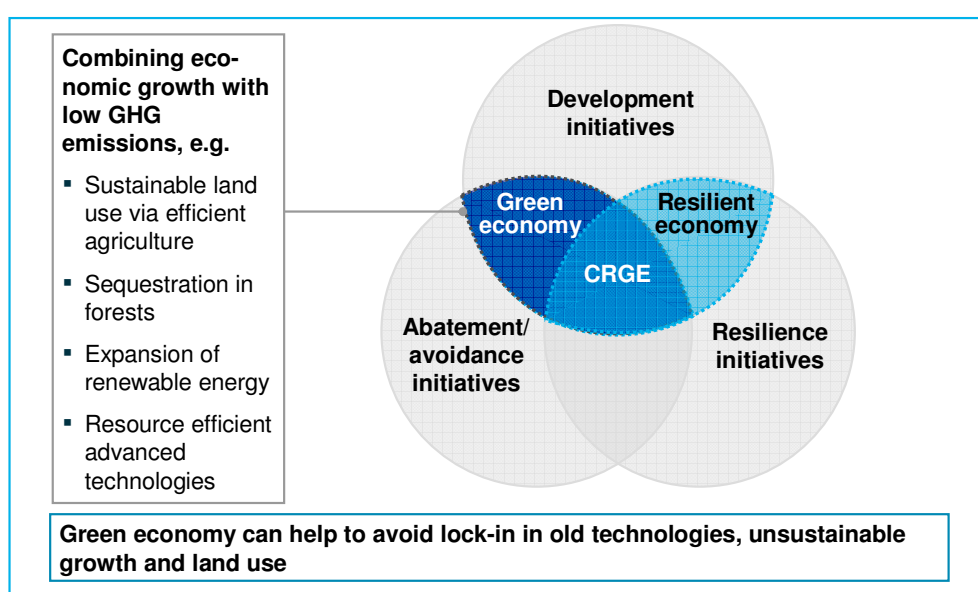 Combining eco-
nomic growth with
low GHG
emissions, e.g.
▪ Sustainable land
use via efficient
agriculture
▪ Sequestration in
forests
▪ Expansion of
renewable energy
▪ Resource efficient
advanced
technologies
Development
initiatives
Green
economy
Resilient
economy
CRGE
Abatement/
avoidance
initiatives
Resilience
initiatives
Green economy can help to avoid lock-in in old technologies, unsustainable
growth and land use